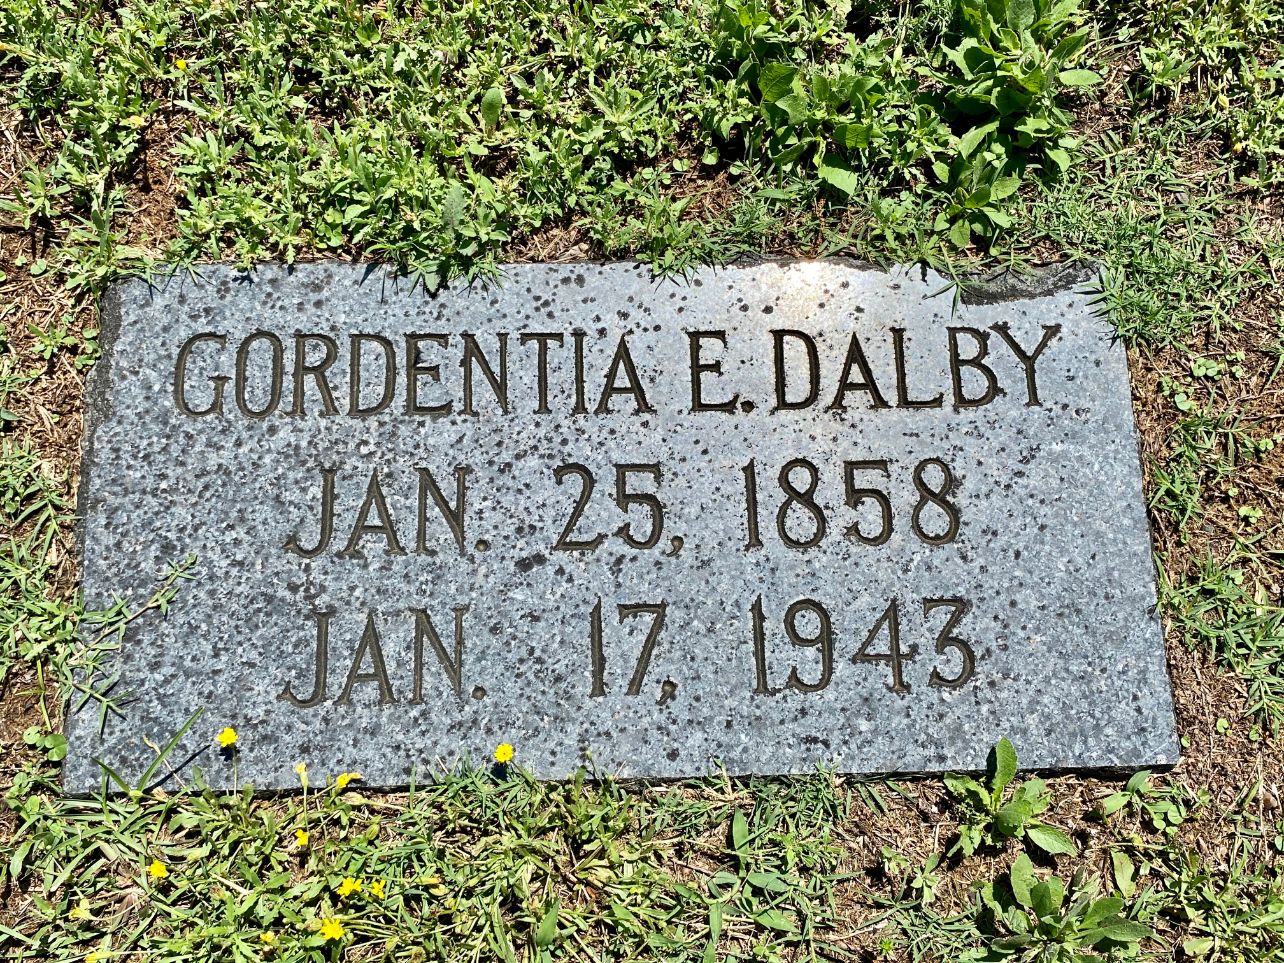 GORDENTIA E. DALBY
JAN. 25, 1858
JAN. 17, 1943